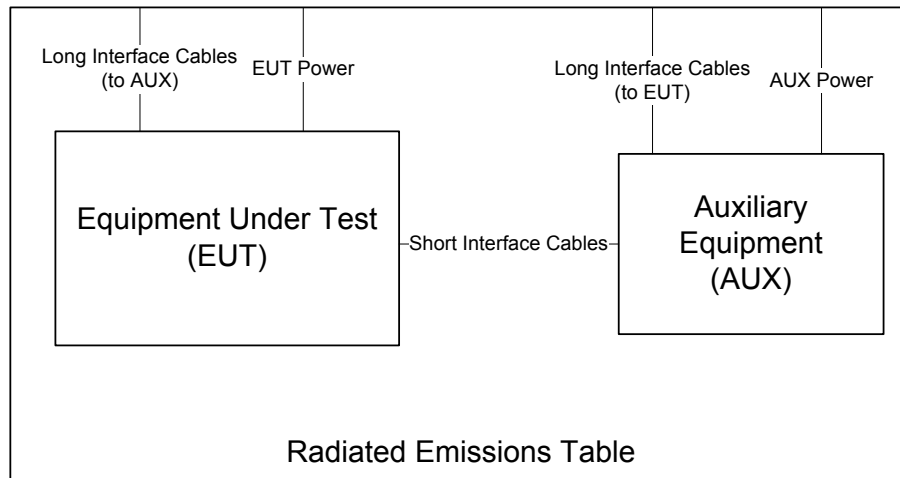 Long Interface Cables
(to AUX)
EUT Power
Long Interface Cables
(to EUT)
AUX Power
Equipment Under Test
(EUT)
Short Interface Cables
Auxiliary
Equipment
(AUX)
Radiated Emissions Table